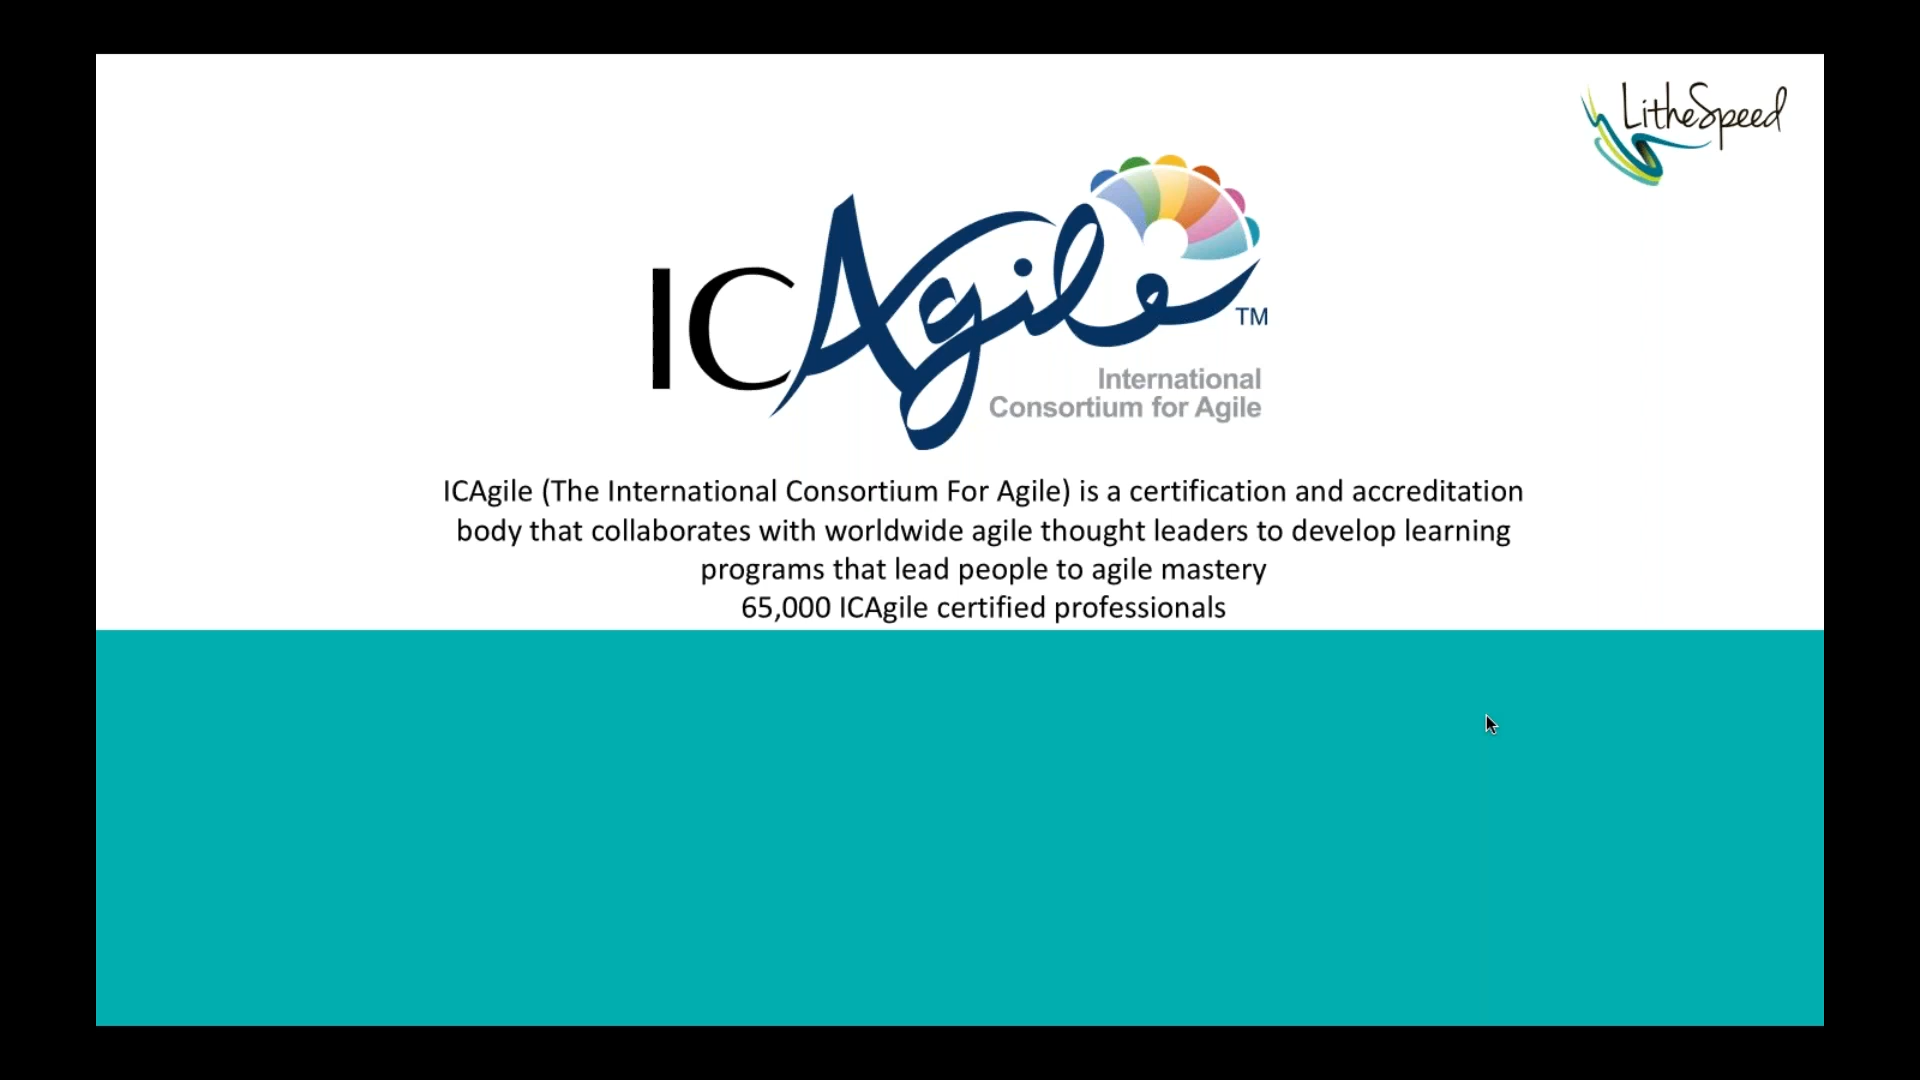 LitheSpeed
ICAgile™
International
Consortium for Agile
ICAgile (The International Consortium For Agile) is a certification and accreditation
body that collaborates with worldwide agile thought leaders to develop learning
programs that lead people to agile mastery
65,000 ICAgile certified professionals